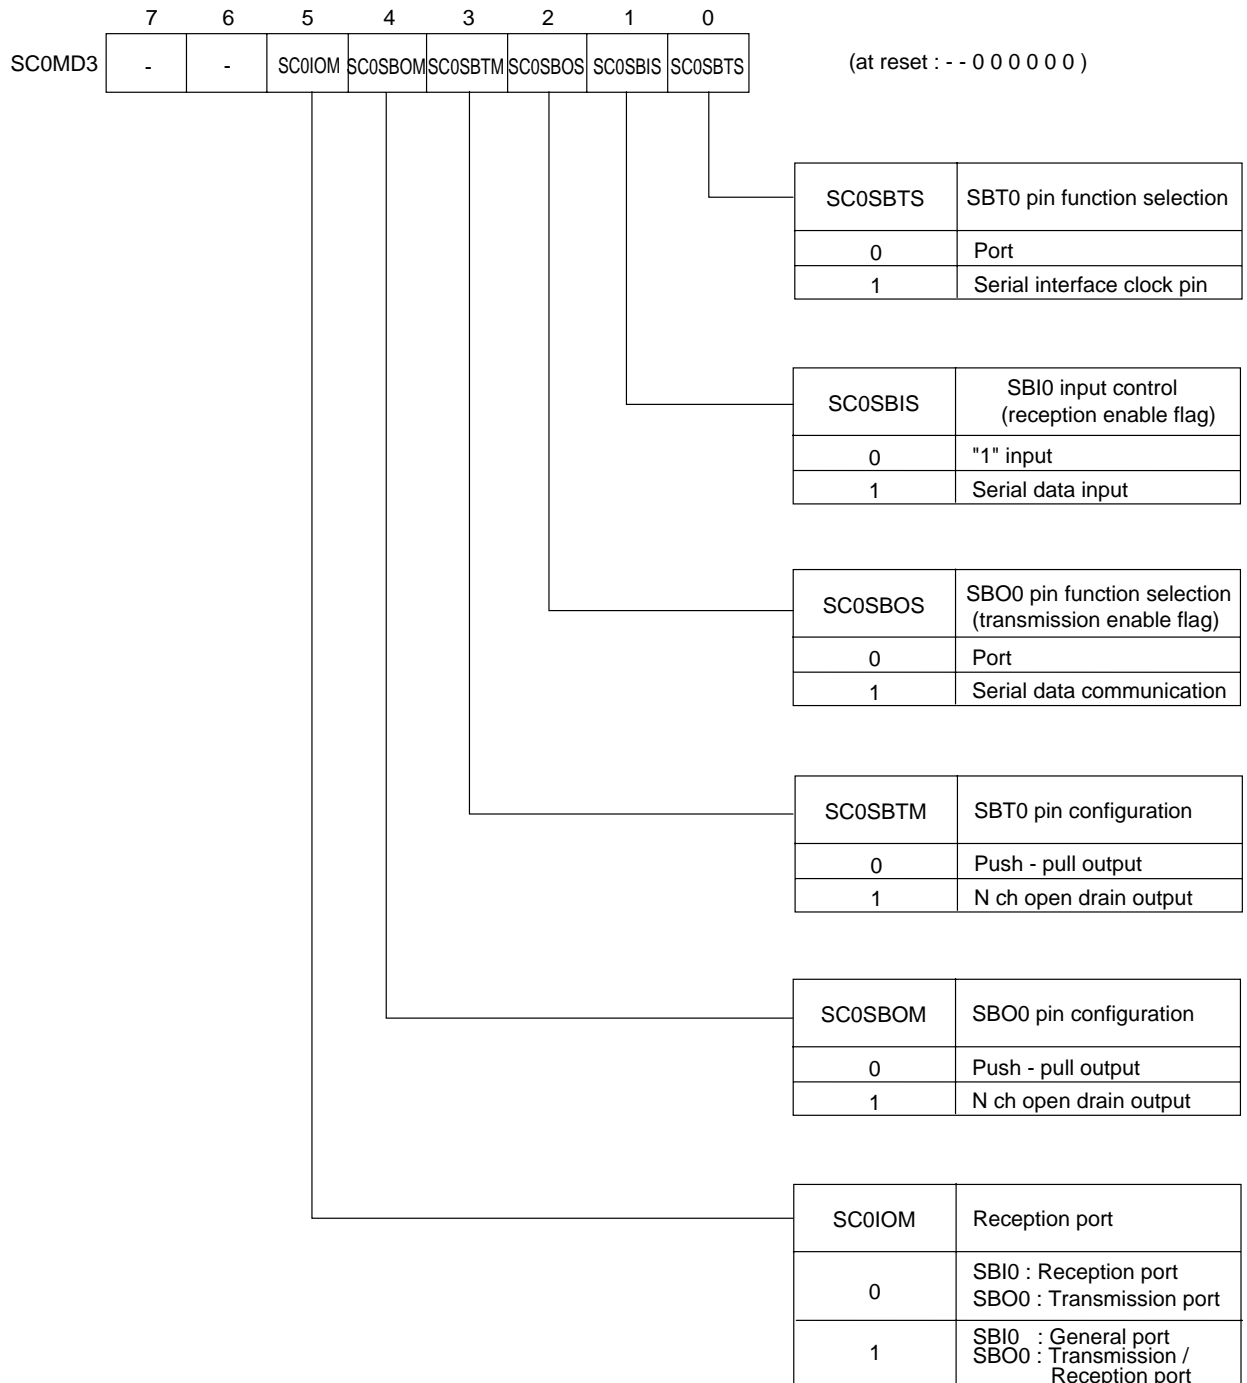 7 6 5 4 3 2 1 0
SC0MD3 - - SC0IOM SC0SBOM SC0SBTM SC0SBOS SC0SBIS SC0SBTS (at reset : - - 0 0 0 0 0 0 )
SC0SBTS SBT0 pin function selection
0 Port
1 Serial interface clock pin
SC0SBIS SBI0 input control
(reception enable flag)
0 "1" input
1 Serial data input
SC0SBOS SBO0 pin function selection
(transmission enable flag)
0 Port
1 Serial data communication
SC0SBTM SBT0 pin configuration
0 Push - pull output
1 N ch open drain output
SC0SBOM SBO0 pin configuration
0 Push - pull output
1 N ch open drain output
SC0IOM Reception port
0 SBI0 : Reception port
SBO0 : Transmission port
1 SBI0 : General port
SBO0 : Transmission /
Reception port